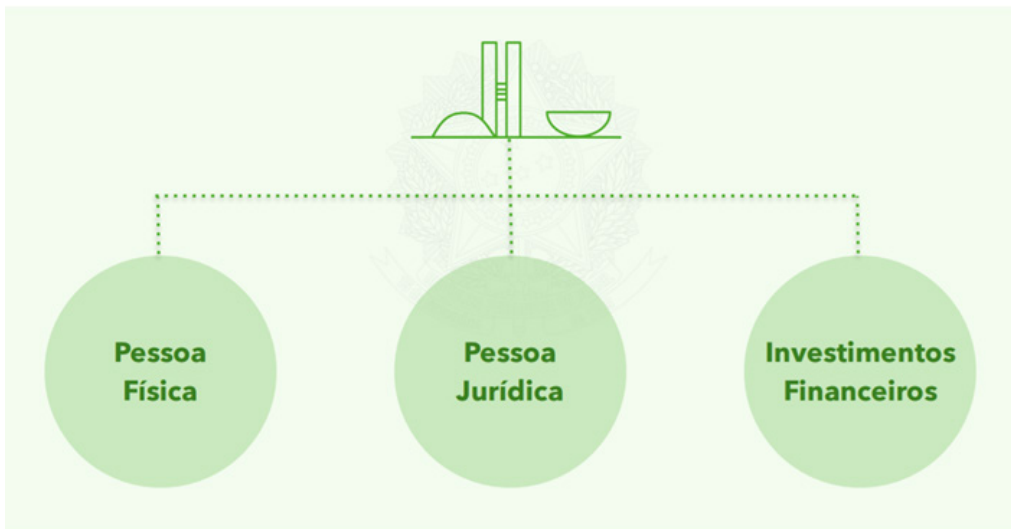 Pessoa
Física
Pessoa
Jurídica
Investimentos
Financeiros